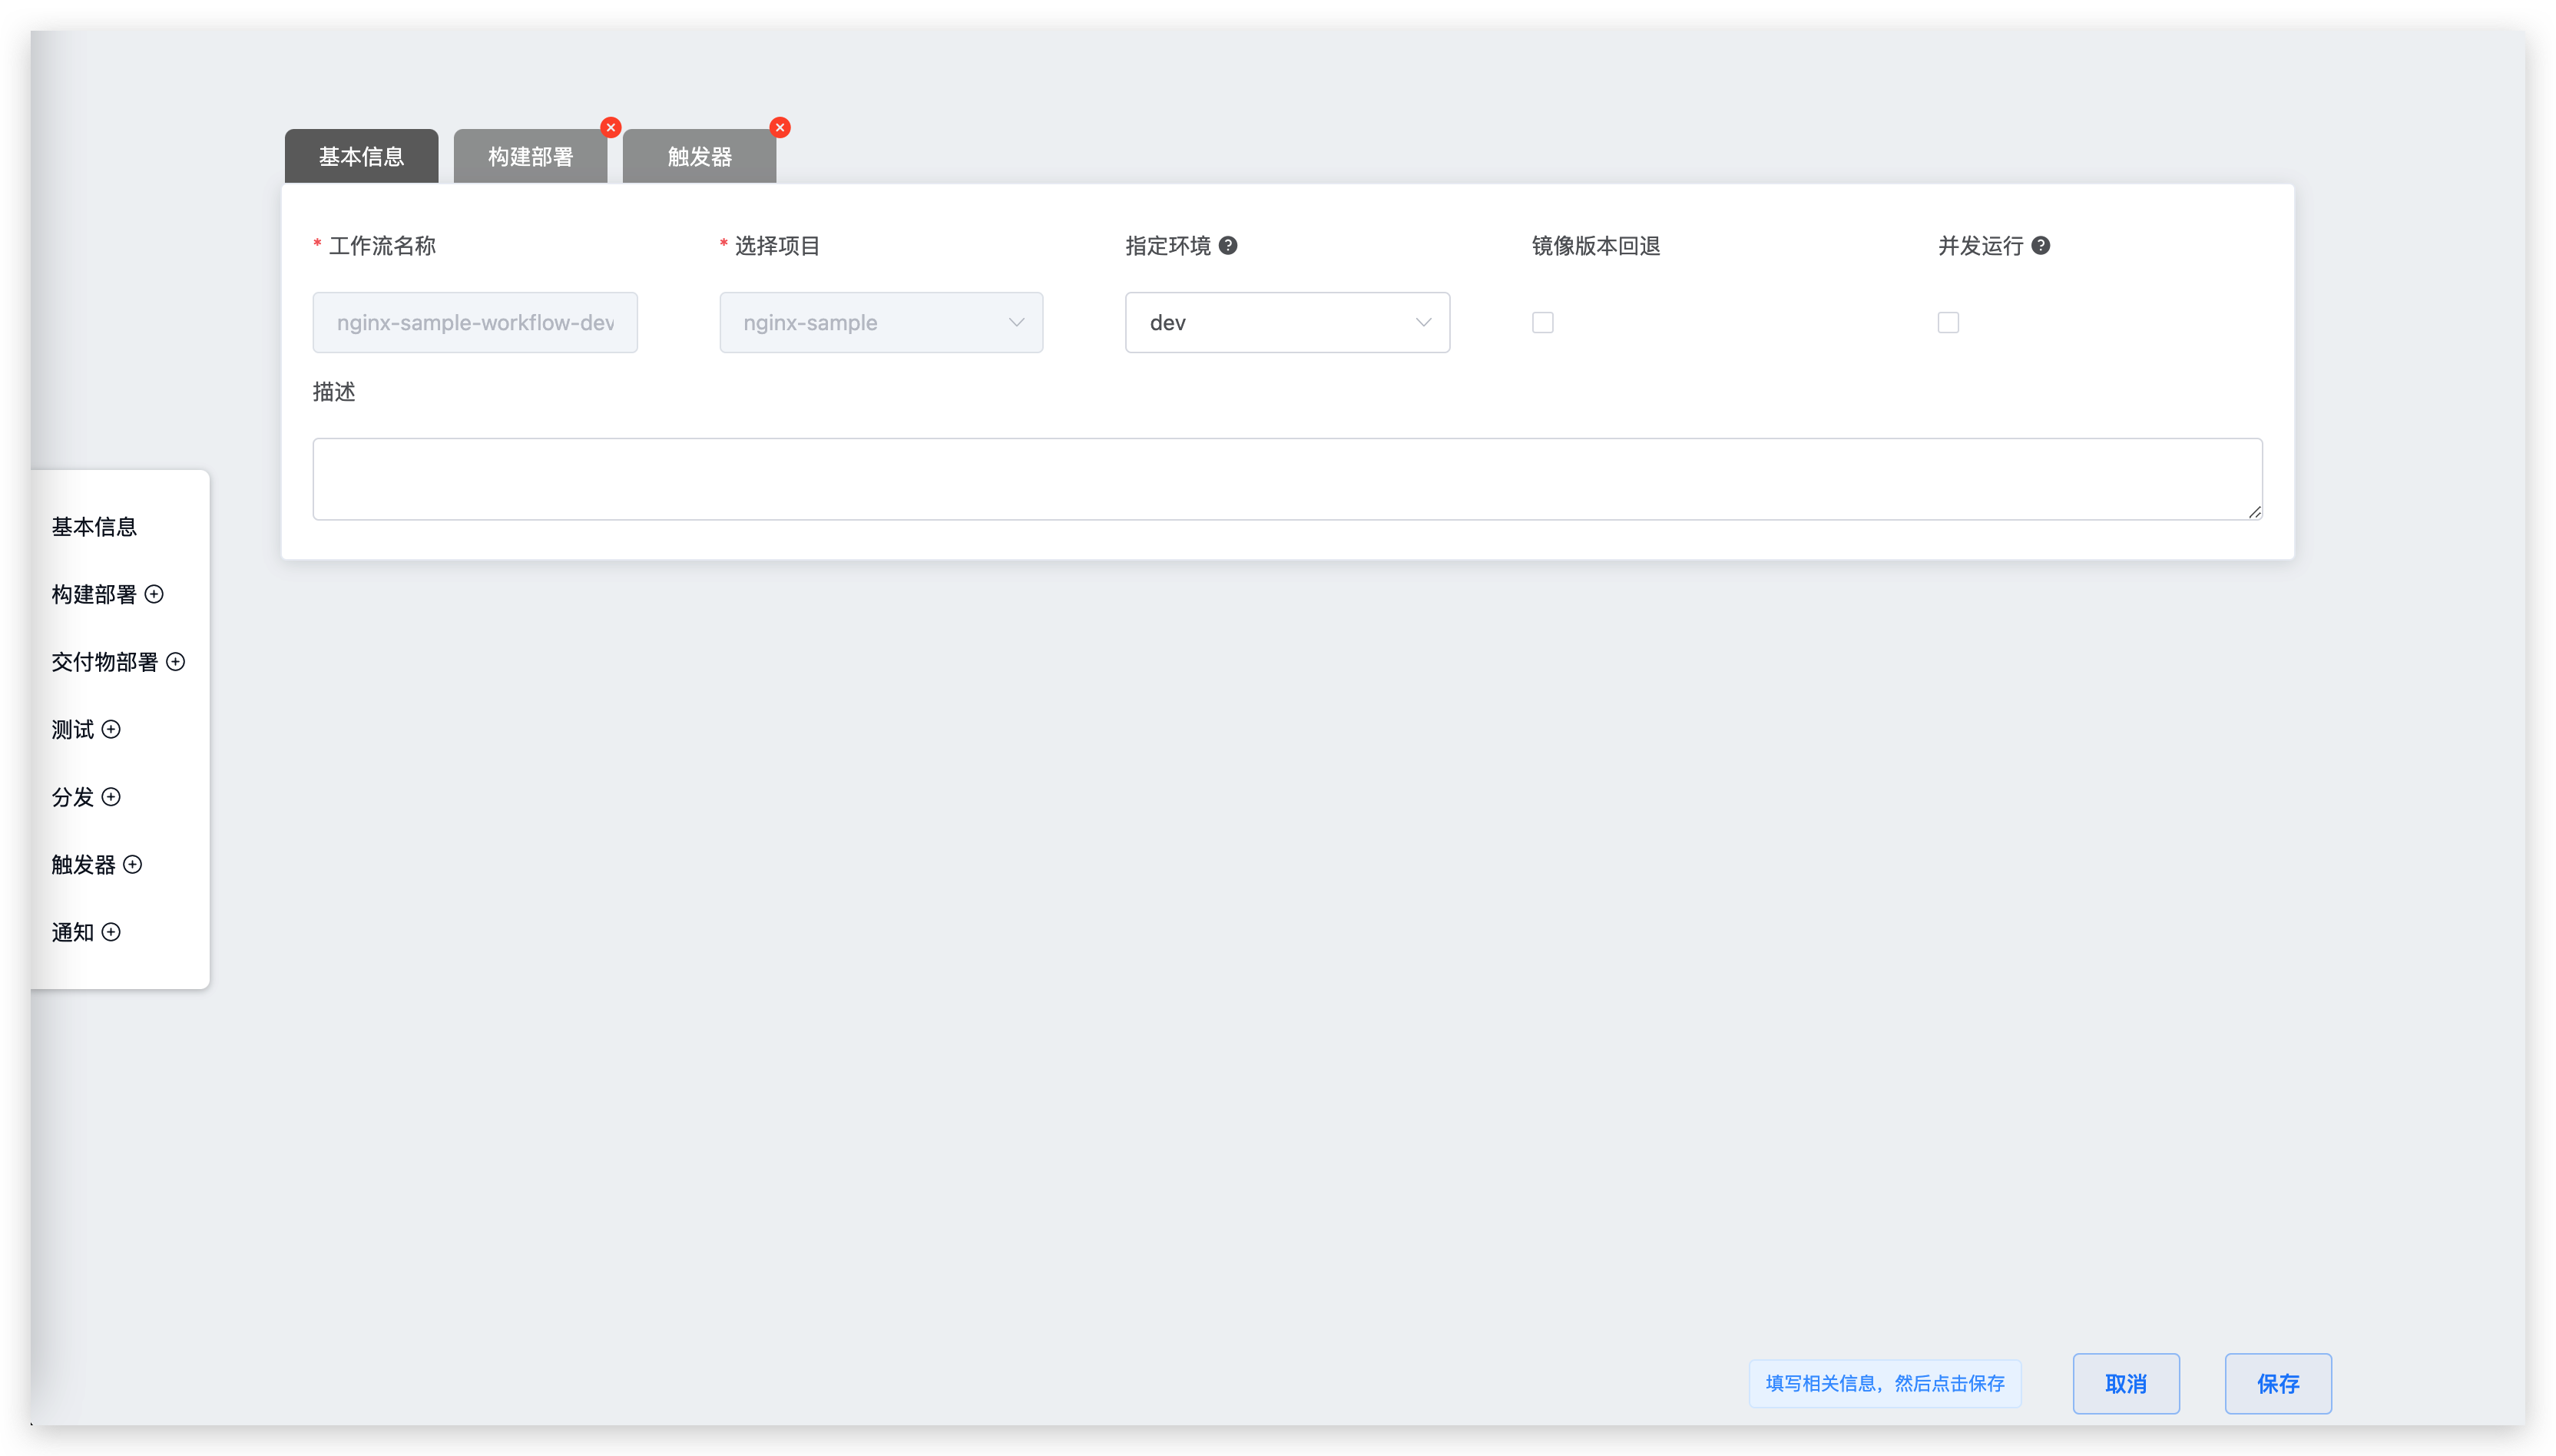 基本信息 构建部署 触发器
* 工作流名称 * 选择项目 指定环境 镜像版本回退 并发运行
nginx-sample-workflow-dev nginx-sample dev
描述
基本信息
构建部署
交付物部署
测试
分发
触发器
通知
填写相关信息，然后点击保存 取消 保存